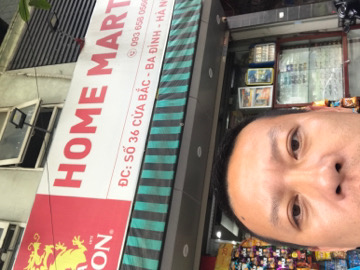 HOME MART
ĐC: SỐ 36 CỬA BẮC - BA ĐÌNH - HÀ N